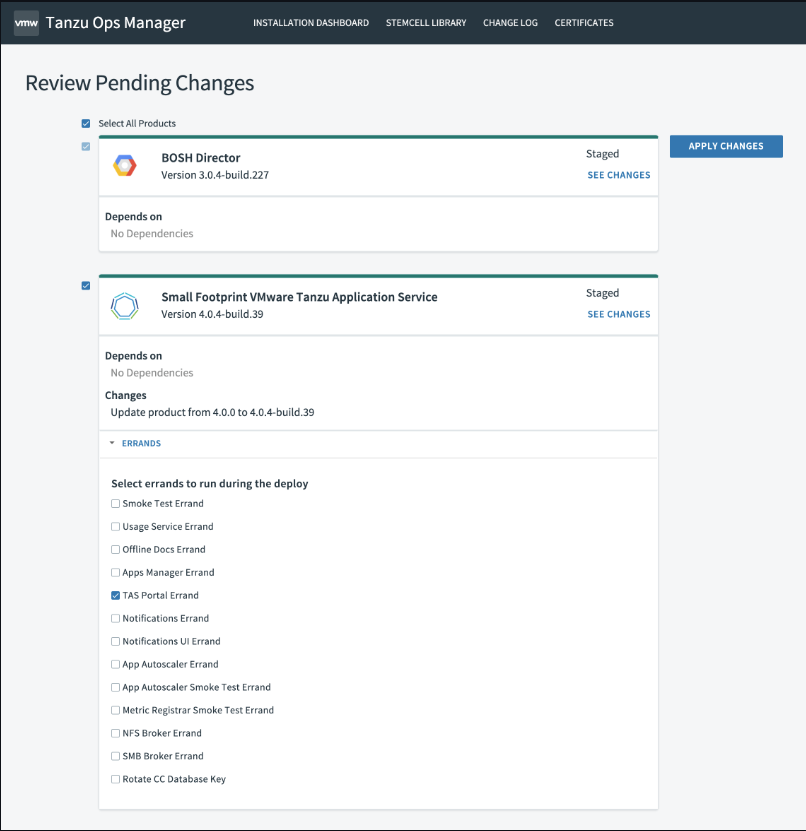 vmw Tanzu Ops Manager INSTALLATION DASHBOARD STEMCELL LIBRARY CHANGE LOG CERTIFICATES
Review Pending Changes
Select All Products
BOSH Director Staged APPLY CHANGES
Version 3.0.4-build.227 SEE CHANGES
Depends on
No Dependencies
Small Footprint VMware Tanzu Application Service Staged
Version 4.0.4-build.39 SEE CHANGES
Depends on
No Dependencies
Changes
Update product from 4.0.0 to 4.0.4-build.39
ERRANDS
Select errands to run during the deploy
Smoke Test Errand
Usage Service Errand
Offline Docs Errand
Apps Manager Errand
TAS Portal Errand
Notifications Errand
Notifications UI Errand
App Autoscaler Errand
App Autoscaler Smoke Test Errand
Metric Registrar Smoke Test Errand
NFS Broker Errand
SMB Broker Errand
Rotate CC Database Key